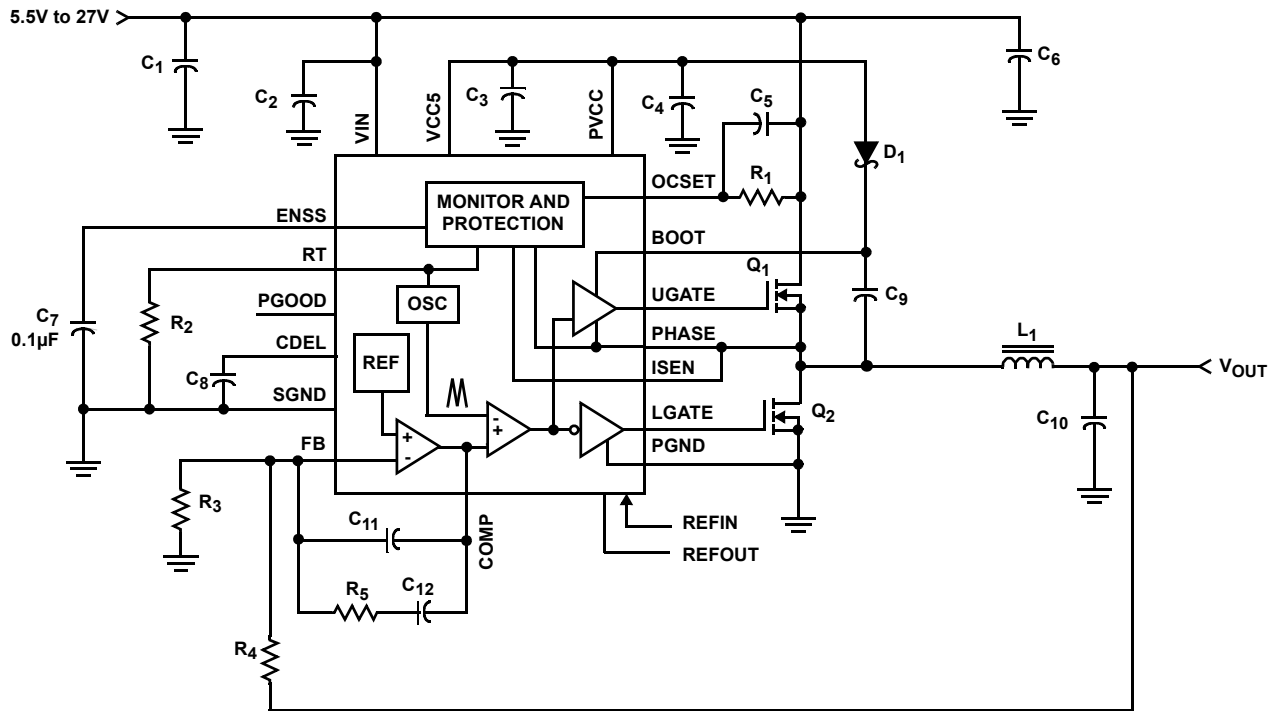 5.5V to 27V
C1
C2
C3
C4
C5
C6
VIN
VCC5
PVCC
D1
OCSET
R1
MONITOR AND
PROTECTION
ENSS
BOOT
RT
Q1
OSC
UGATE
C9
PGOOD
C7
0.1µF
R2
PHASE
L1
CDEL
REF
ISEN
VOUT
C8
SGND
LGATE
Q2
C10
- +
FB
+ -
PGND
R3
C11
COMP
REFIN
REFOUT
R5
C12
R4